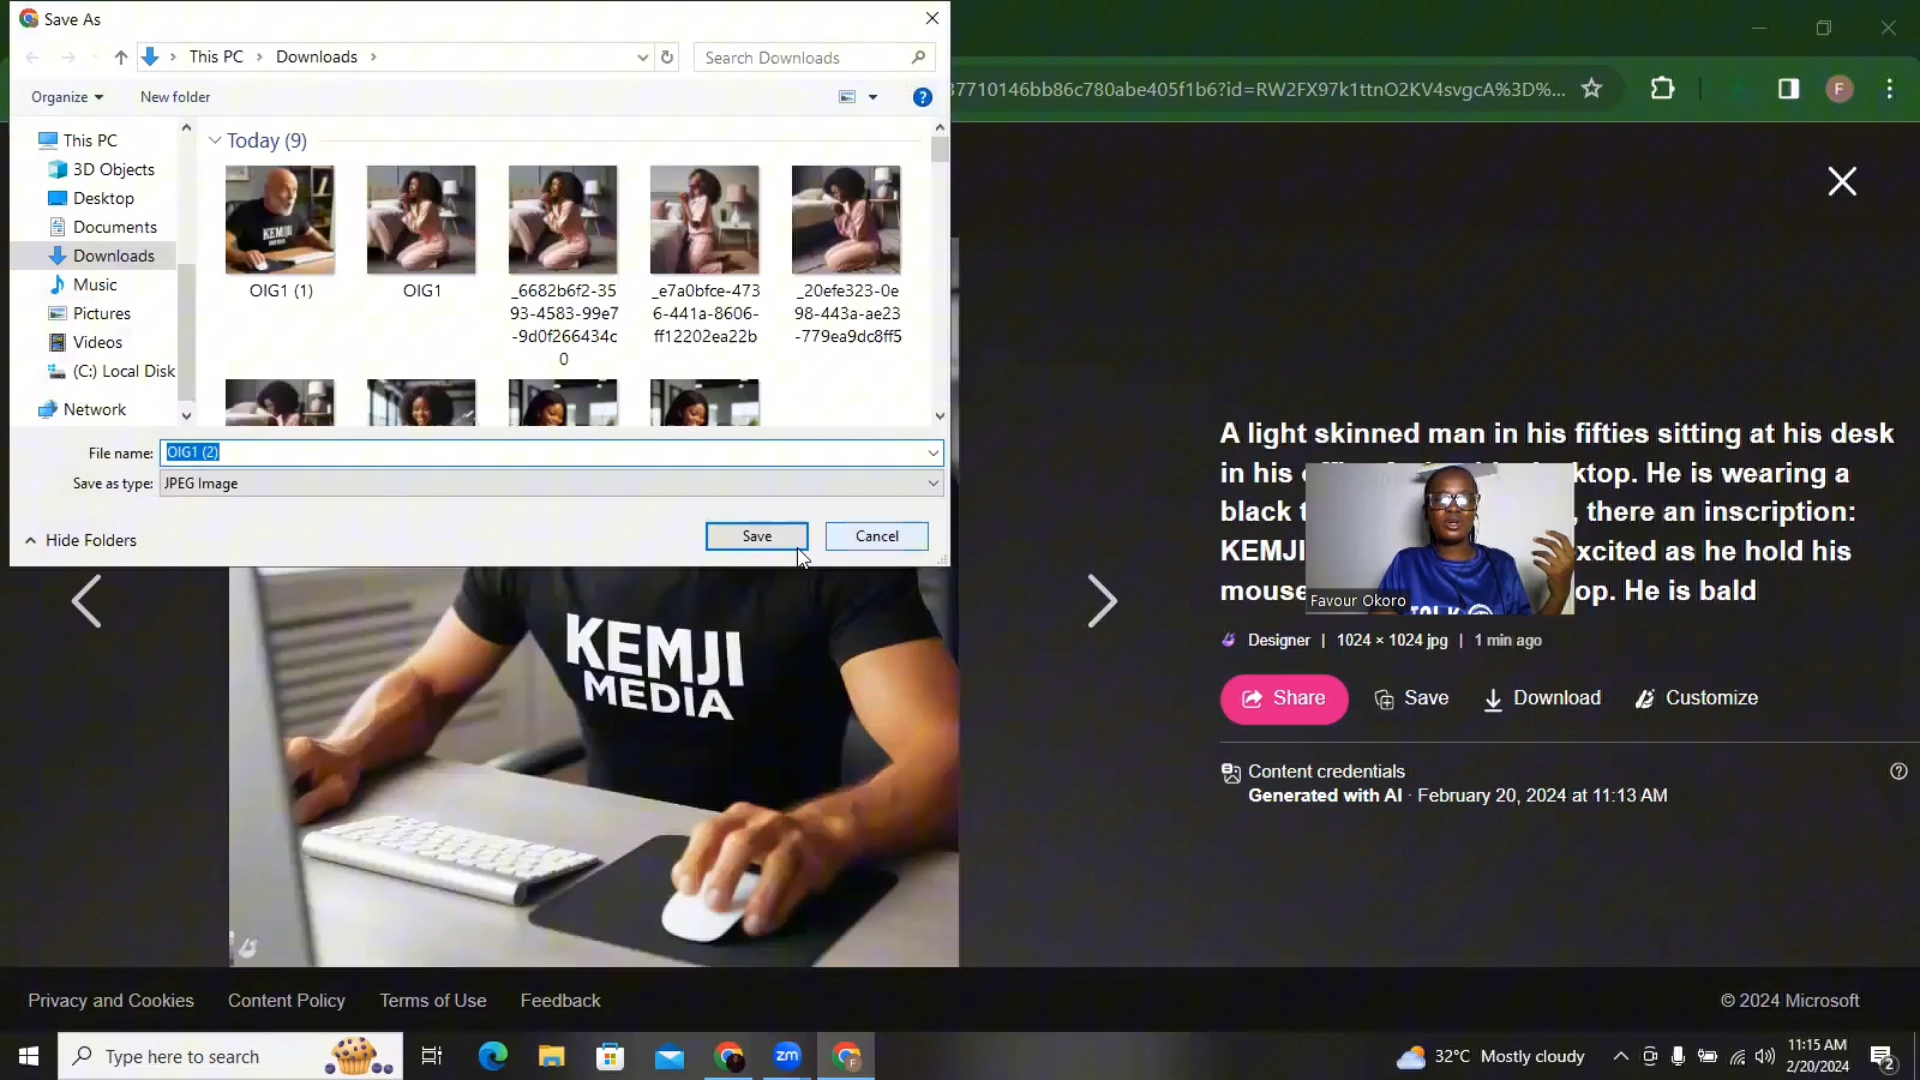 Save As
This PC
Downloads
Search Downloads
Organize
New folder
37710146bb86c780abe405f1b6?id=RW2FX97k1ttnO2KV4svgcA%3D%...
F
This PC
3D Objects
Desktop
Documents
Downloads
Music
Pictures
Videos
(C:) Local Disk
Network
Today (9)
KEMJI
OIG1 (1)
OIG1
_6682b6f2-35
93-4583-99e7
-9d0f266434c
0
_e7a0bfce-473
6-441a-8606-
ff12202ea22b
_20efe323-0e
98-443a-ae23
-779ea9dc8ff5
File name:
OIG1 (2)
Save as type:
JPEG Image
Hide Folders
Save
Cancel
KEMJI
MEDIA
A light skinned man in his fifties sitting at his desk
in his ktop. He is wearing a
black , there an inscription:
KEMJI xcited as he hold his
mouse op. He is bald
Favour Okoro
Designer | 1024 × 1024 jpg | 1 min ago
Share
Save
Download
Customize
Content credentials
Generated with AI · February 20, 2024 at 11:13 AM
Privacy and Cookies
Content Policy
Terms of Use
Feedback
© 2024 Microsoft
Type here to search
zm
F
32°C Mostly cloudy
11:15 AM
2/20/2024
2